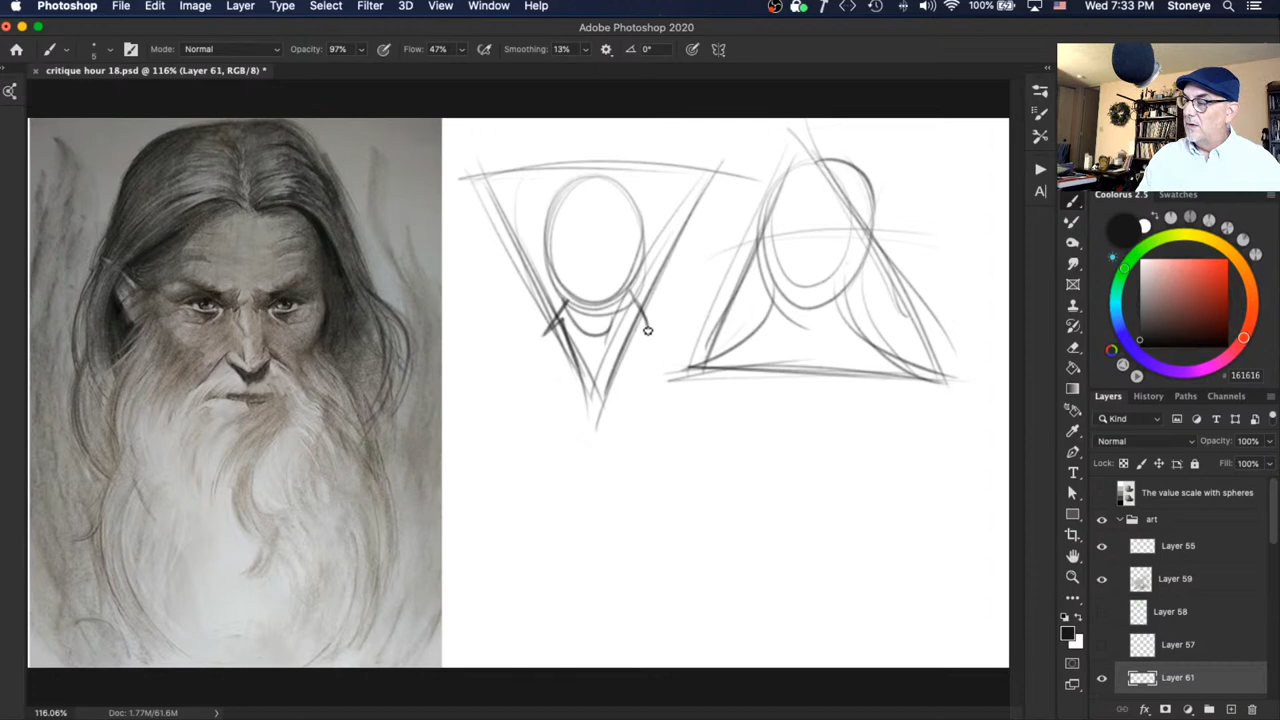 Photoshop File Edit Image Layer Type Select Filter 3D View Window Help 100% Wed 7:33 PM Stoneye
Adobe Photoshop 2020
5 Mode: Normal Opacity: 97% Flow: 47% Smoothing: 13% 0°
critique hour 18.psd @ 116% (Layer 61, RGB/8) *
Coolorus 2.5 Swatches
161616
Layers History Paths Channels
Kind
Normal Opacity: 100%
Lock: Fill: 100%
The value scale with spheres
art
Layer 55
Layer 59
Layer 58
Layer 57
Layer 61
116.06% Doc: 1.77M/61.6M